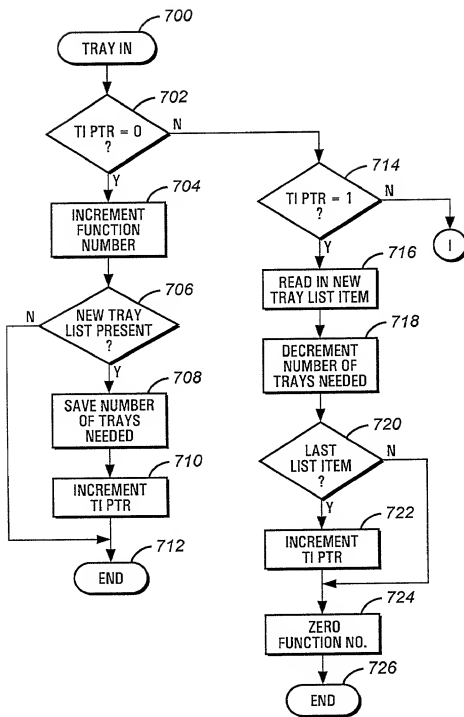 700
TRAY IN
702
TI PTR = 0
?
N
Y
704
INCREMENT
FUNCTION
NUMBER
706
N
NEW TRAY
LIST PRESENT
?
Y
708
SAVE NUMBER
OF TRAYS
NEEDED
710
INCREMENT
TI PTR
712
END
714
TI PTR = 1
?
N
I
Y
716
READ IN NEW
TRAY LIST ITEM
718
DECREMENT
NUMBER OF
TRAYS NEEDED
720
LAST
LIST ITEM
?
N
Y
722
INCREMENT
TI PTR
724
ZERO
FUNCTION NO.
726
END